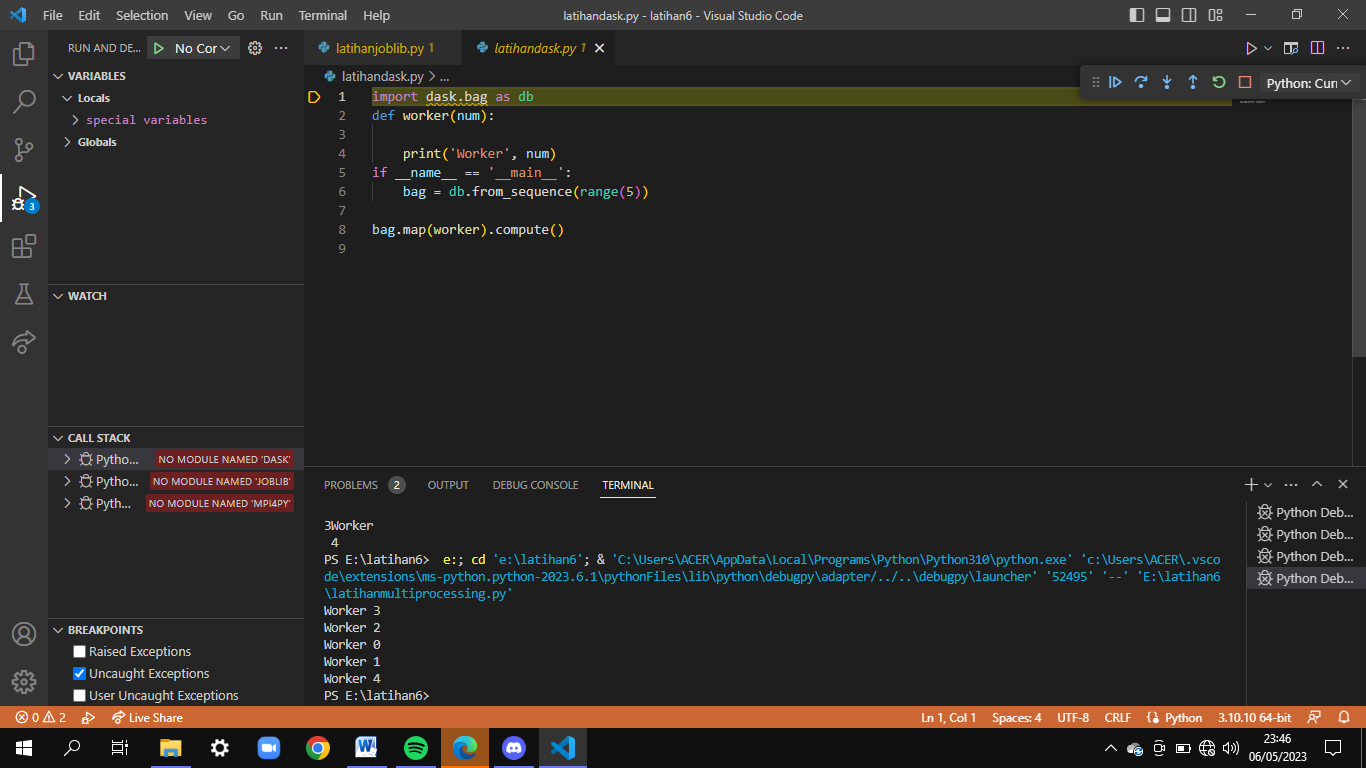 File Edit Selection View Go Run Terminal Help latihandask.py - latihan6 - Visual Studio Code
RUN AND DE... No Cor ...
latihanjoblib.py 1 latihandask.py 1
latihandask.py > ...
Python: Curr
VARIABLES
Locals
special variables
Globals
WATCH
CALL STACK
Pytho... NO MODULE NAMED 'DASK'
Pytho... NO MODULE NAMED 'JOBLIB'
Pyth... NO MODULE NAMED 'MPI4PY'
BREAKPOINTS
Raised Exceptions
Uncaught Exceptions
User Uncaught Exceptions
3
1 import dask.bag as db
2 def worker(num):
3
4 print('Worker', num)
5 if __name__ == '__main__':
6 bag = db.from_sequence(range(5))
7
8 bag.map(worker).compute()
9
PROBLEMS 2 OUTPUT DEBUG CONSOLE TERMINAL
3Worker
4
PS E:\latihan6> e:; cd 'e:\latihan6'; & 'C:\Users\ACER\AppData\Local\Programs\Python\Python310\python.exe' 'c:\Users\ACER\.vsco
de\extensions\ms-python.python-2023.6.1\pythonFiles\lib\python\debugpy\adapter/../..\debugpy\launcher' '52495' '--' 'E:\latihan6
\latihanmultiprocessing.py'
Worker 3
Worker 2
Worker 0
Worker 1
Worker 4
PS E:\latihan6>
Python Deb...
Python Deb...
Python Deb...
Python Deb...
0 2 Live Share Ln 1, Col 1 Spaces: 4 UTF-8 CRLF Python 3.10.10 64-bit
23:46
06/05/2023